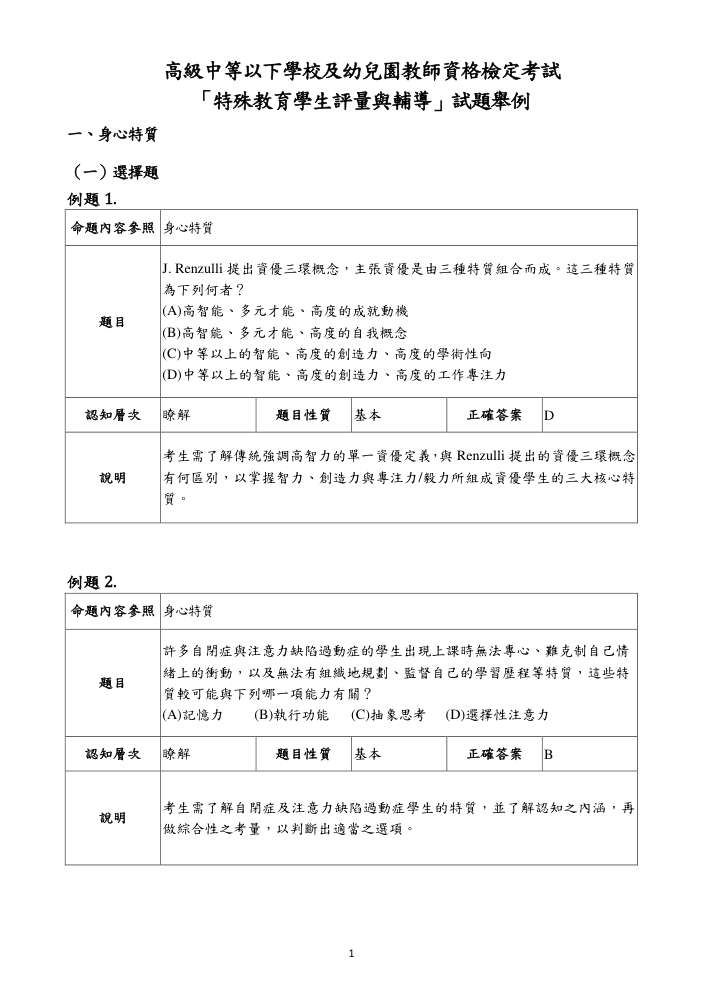 高級中等以下學校及幼兒園教師資格檢定考試
「特殊教育學生評量與輔導」試題舉例
一、身心特質
（一）選擇題
例題 1.
命題內容參照 身心特質
題目
J. Renzulli 提出資優三環概念，主張資優是由三種特質組合而成。這三種特質
為下列何者？
(A)高智能、多元才能、高度的成就動機
(B)高智能、多元才能、高度的自我概念
(C)中等以上的智能、高度的創造力、高度的學術性向
(D)中等以上的智能、高度的創造力、高度的工作專注力
認知層次 瞭解 題目性質 基本 正確答案 D
說明
考生需了解傳統強調高智力的單一資優定義，與 Renzulli 提出的資優三環概念
有何區別，以掌握智力、創造力與專注力/毅力所組成資優學生的三大核心特
質。
例題 2.
命題內容參照 身心特質
題目
許多自閉症與注意力缺陷過動症的學生出現上課時無法專心、難克制自己情
緒上的衝動，以及無法有組織地規劃、監督自己的學習歷程等特質，這些特
質較可能與下列哪一項能力有關？
(A)記憶力 (B)執行功能 (C)抽象思考 (D)選擇性注意力
認知層次 瞭解 題目性質 基本 正確答案 B
說明
考生需了解自閉症及注意力缺陷過動症學生的特質，並了解認知之內涵，再
做綜合性之考量，以判斷出適當之選項。
1